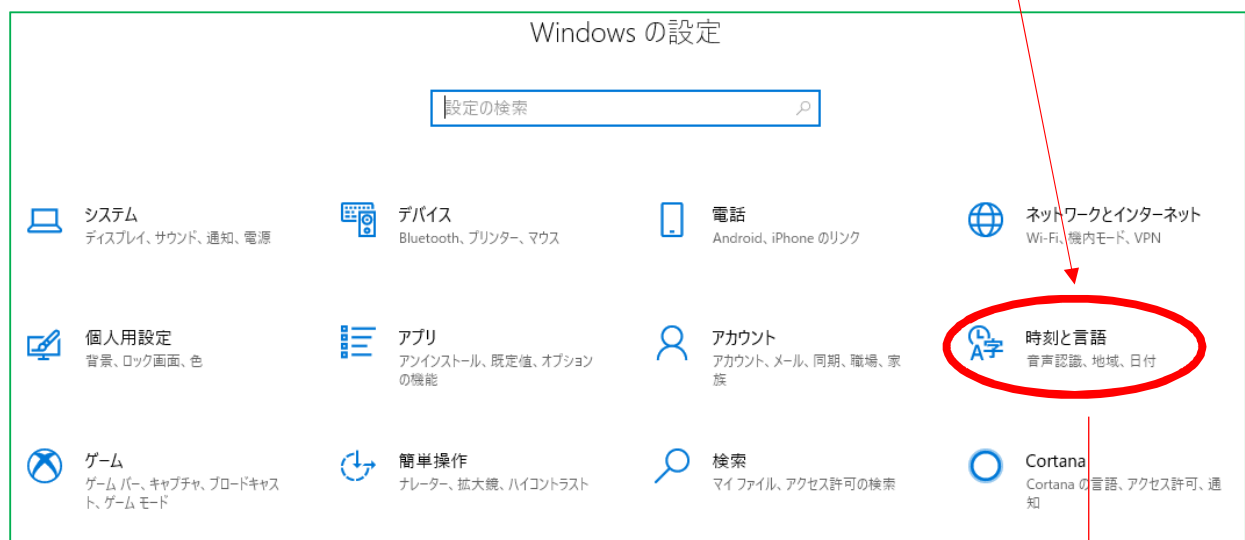 Windows の設定
設定の検索
システム
ディスプレイ、サウンド、通知、電源
デバイス
Bluetooth、プリンター、マウス
電話
Android、iPhone のリンク
ネットワークとインターネット
Wi-Fi、機内モード、VPN
個人用設定
背景、ロック画面、色
アプリ
アンインストール、既定値、オプション
の機能
アカウント
アカウント、メール、同期、職場、家
族
時刻と言語
音声認識、地域、日付
ゲーム
ゲーム バー、キャプチャ、ブロードキャス
ト、ゲーム モード
簡単操作
ナレーター、拡大鏡、ハイコントラスト
検索
マイ ファイル、アクセス許可の検索
Cortana
Cortana の言語、アクセス許可、通
知